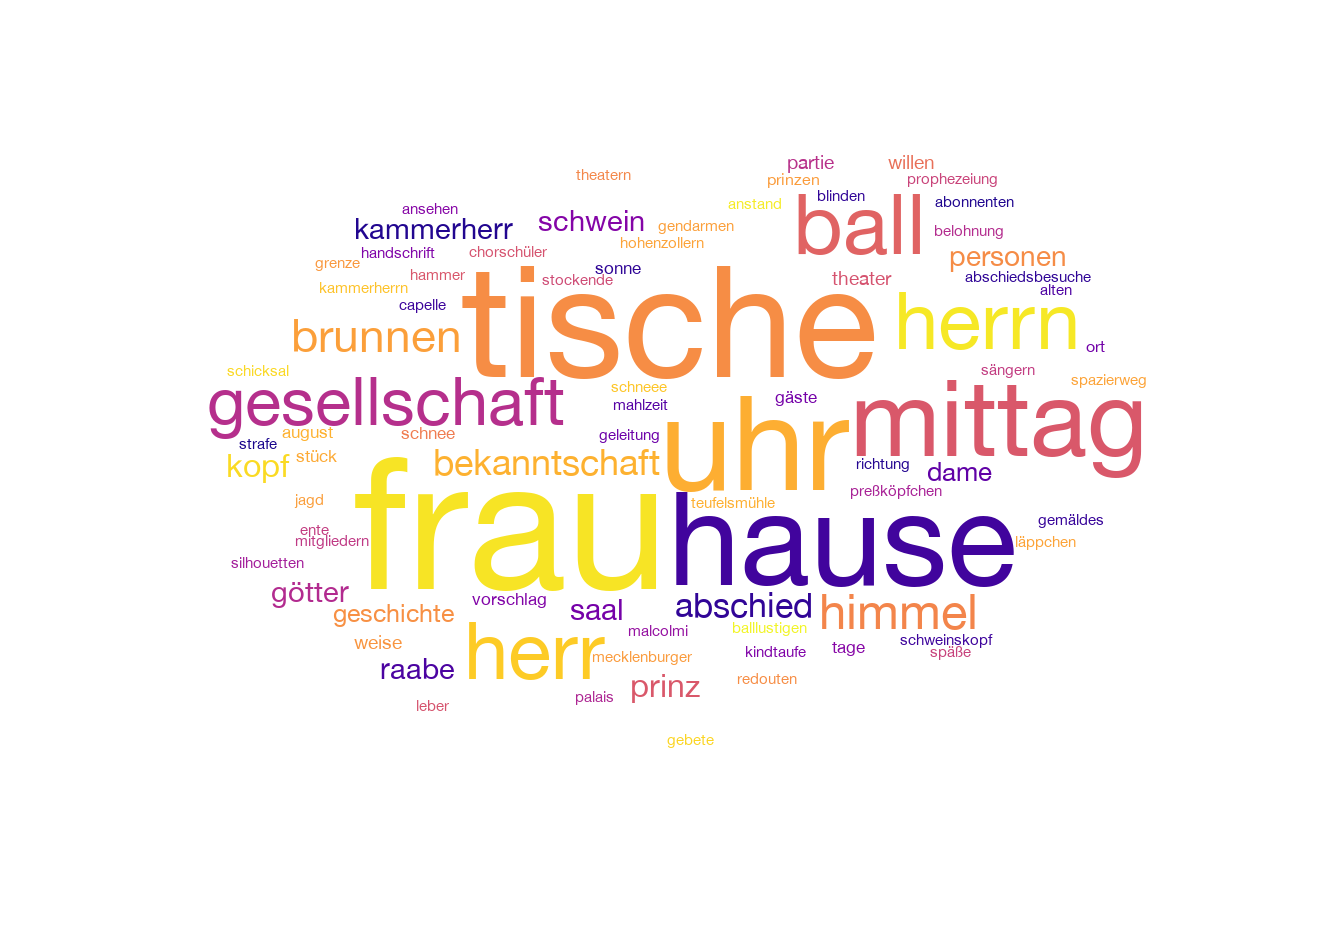 partie willen
theatern prinzen prophezeiung
ansehen anstand blinden abonnenten
kammerherr schwein gendarmen ball belohnung
handschrift chorschüler hohenzollern personen
grenze hammer stockende sonne theater abschiedsbesuche
kammerherrn alten
capelle tische herrn
brunnen ort
schicksal schneee sängern spazierweg
gesellschaft mahlzeit gäste mittag
strafe august schnee geleitung uhr
kopf stück bekanntschaft richtung dame
jagd teufelsmühle preßköpfchen
ente frau hause gemäldes
mitgliedern läppchen
silhouetten
götter vorschlag saal abschied himmel
geschichte malcolmi balllustigen schweinskopf
weise herr mecklenburger kindtaufe tage späße
raabe prinz redouten
leber palais
gebete